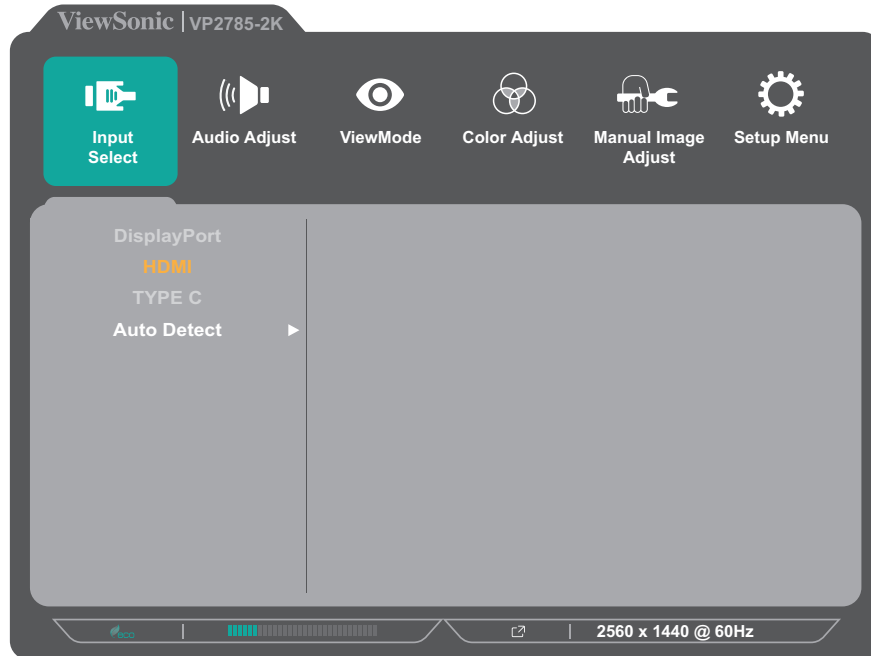 ViewSonic | VP2785-2K
Input Select
Audio Adjust
ViewMode
Color Adjust
Manual Image Adjust
Setup Menu
DisplayPort
HDMI
TYPE C
Auto Detect
ecc | 2560 x 1440 @ 60Hz